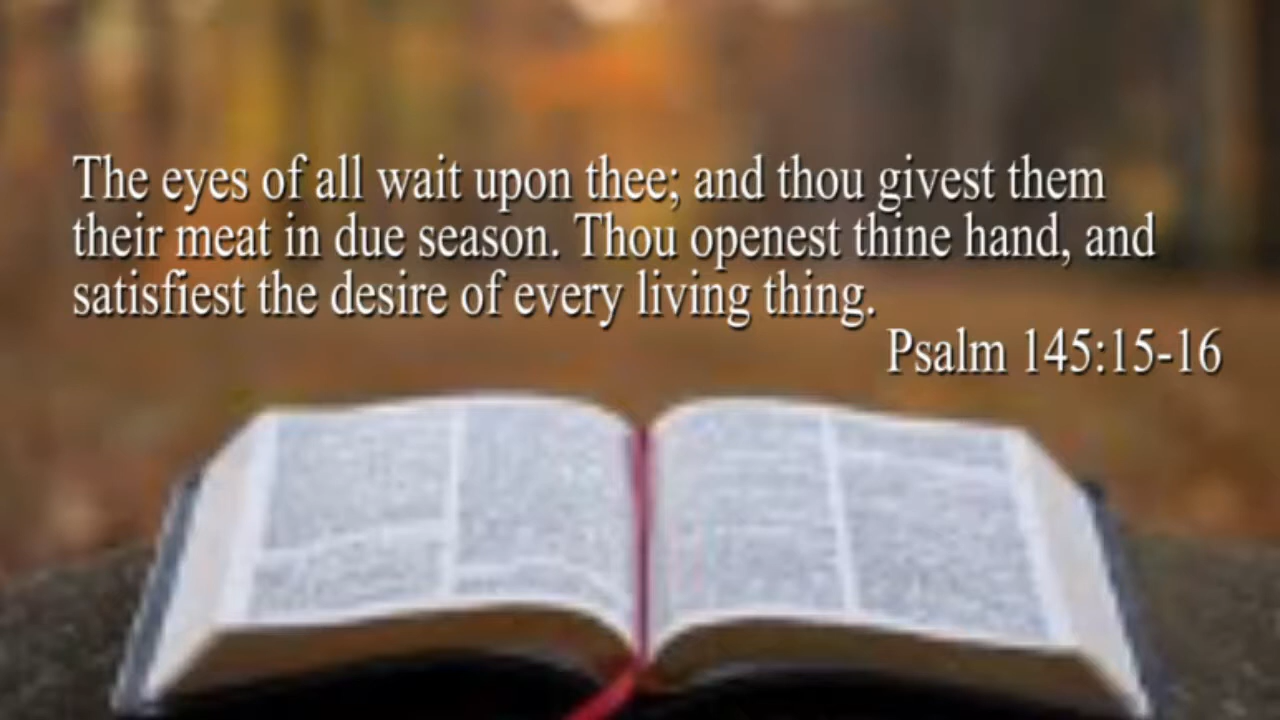 The eyes of all wait upon thee; and thou givest them
their meat in due season. Thou openest thine hand, and
satisfiest the desire of every living thing.
Psalm 145:15-16